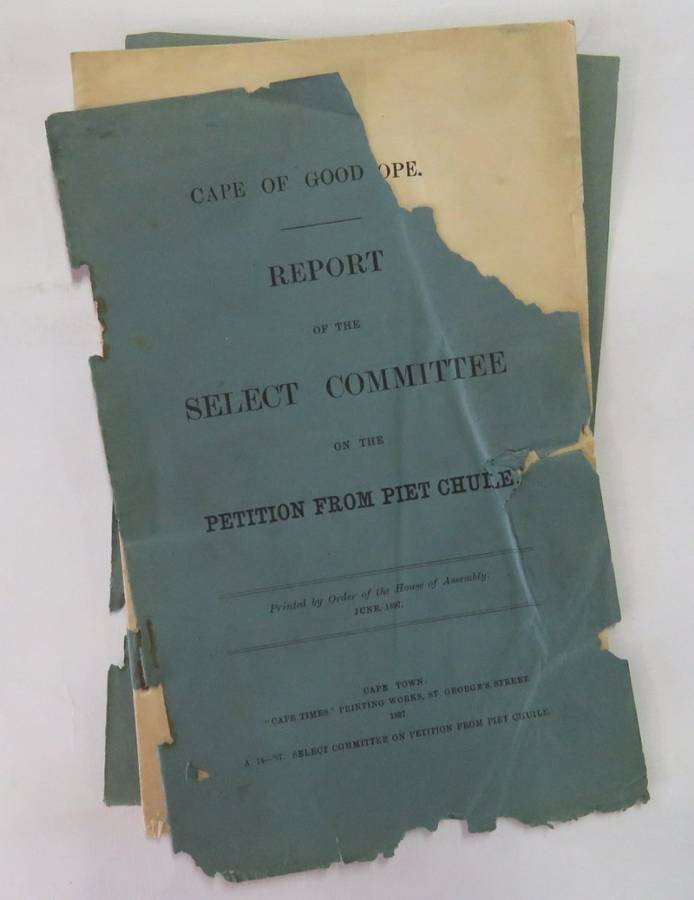 CAPE OF GOOD OPE.
REPORT
OF THE
SELECT COMMITTEE
ON THE
PETITION FROM PIET CHUILE.
Printed by Order of the House of Assembly.
JUNE, 1897.
CAPE TOWN:
"CAPE TIMES" PRINTING WORKS, ST. GEORGE'S STREET.
1897
A. 14—'97. SELECT COMMITTEE ON PETITION FROM PIET CHUILE.